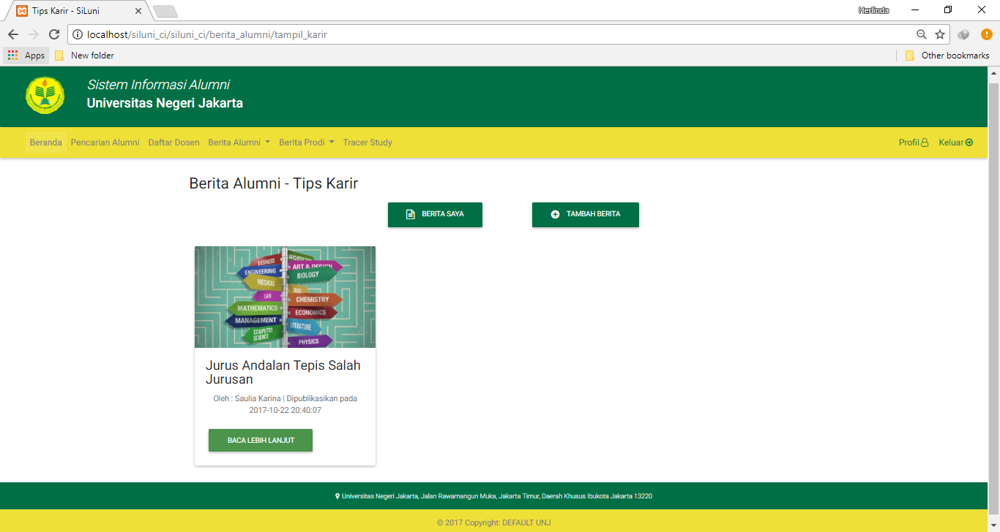 Tips Karir - SiLuni
Herlinda
localhost/siluni_ci/siluni_ci/berita_alumni/tampil_karir
Apps New folder Other bookmarks
Sistem Informasi Alumni
Universitas Negeri Jakarta
Beranda Pencarian Alumni Daftar Dosen Berita Alumni Berita Prodi Tracer Study Profil Keluar
Berita Alumni - Tips Karir
BERITA SAYA TAMBAH BERITA
BUSINESS
ARCHITECTURE
ENGINEERING
ART & DESIGN
MEDICAL
BIOLOGY
LAW
MUSIC
MATHEMATICS
CHEMISTRY
MANAGEMENT
ECONOMICS
COMPUTER
SCIENCE
LITERATURE
PHYSICS
Jurus Andalan Tepis Salah
Jurusan
Oleh : Saulia Karina | Dipublikasikan pada
2017-10-22 20:40:07
BACA LEBIH LANJUT
Universitas Negeri Jakarta, Jalan Rawamangun Muka, Jakarta Timur, Daerah Khusus Ibukota Jakarta 13220
© 2017 Copyright: DEFAULT UNJ